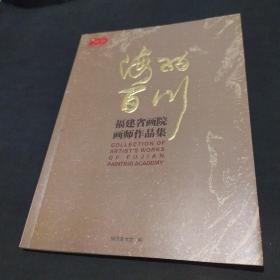 海纳
百川
福建省画院
画师作品集
COLLECTION OF
ARTIST'S WORKS
OF FUJIAN
PAINTING ACADEMY